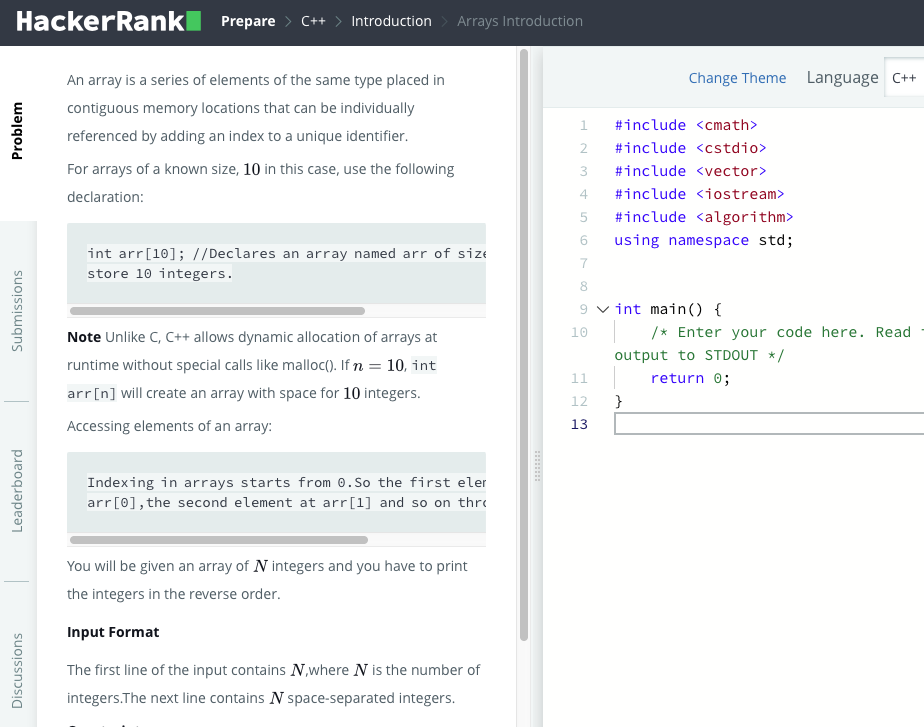 HackerRank Prepare > C++ > Introduction > Arrays Introduction
Problem
Submissions
Leaderboard
Discussions
An array is a series of elements of the same type placed in
contiguous memory locations that can be individually
referenced by adding an index to a unique identifier.
For arrays of a known size, 10 in this case, use the following
declaration:
int arr[10]; //Declares an array named arr of size
store 10 integers.
Note Unlike C, C++ allows dynamic allocation of arrays at
runtime without special calls like malloc(). If n = 10, int
arr[n] will create an array with space for 10 integers.
Accessing elements of an array:
Indexing in arrays starts from 0.So the first elem
arr[0],the second element at arr[1] and so on thro
You will be given an array of N integers and you have to print
the integers in the reverse order.
Input Format
The first line of the input contains N,where N is the number of
integers.The next line contains N space-separated integers.
Change Theme Language C++
1 #include <cmath>
2 #include <cstdio>
3 #include <vector>
4 #include <iostream>
5 #include <algorithm>
6 using namespace std;
7
8
9 int main() {
10 /* Enter your code here. Read
output to STDOUT */
11 return 0;
12 }
13